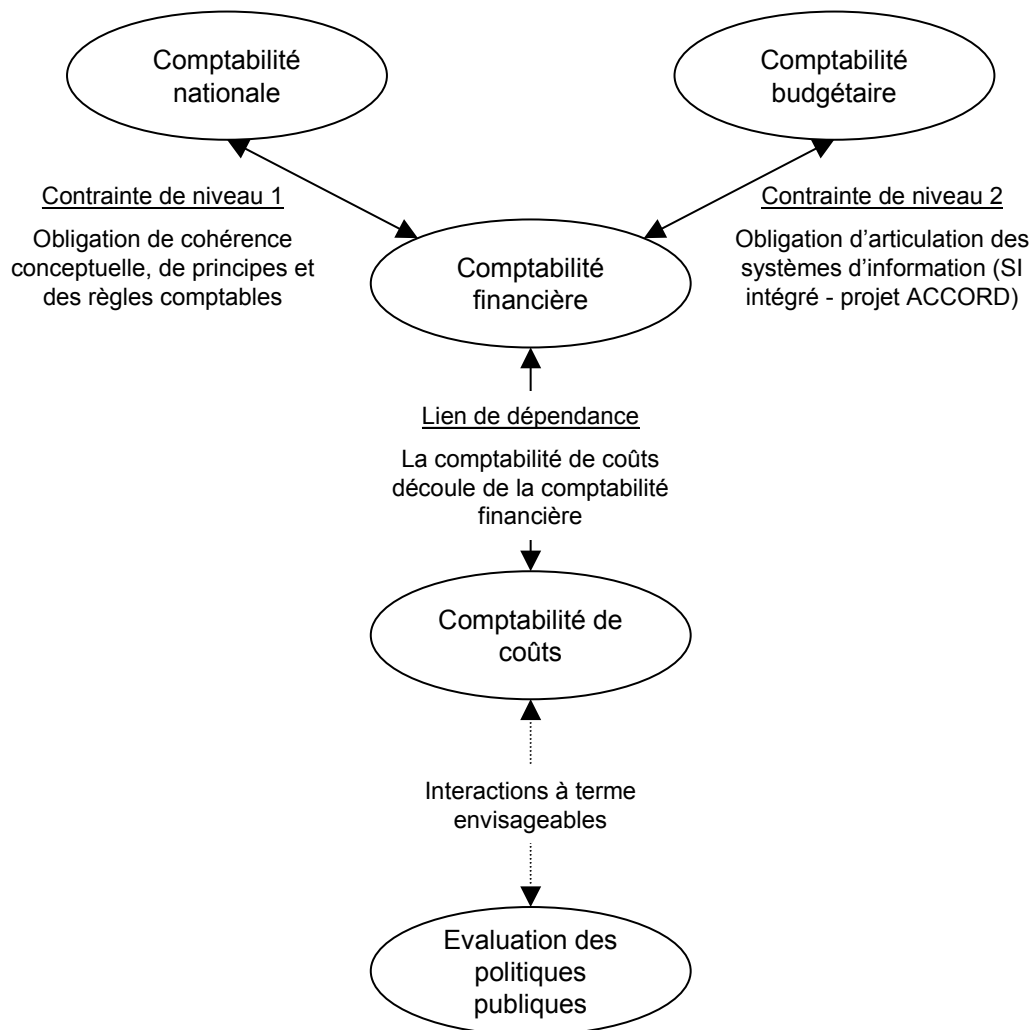 Comptabilité
nationale
Comptabilité
budgétaire
Contrainte de niveau 1
Obligation de cohérence
conceptuelle, de principes et
des règles comptables
Contrainte de niveau 2
Obligation d’articulation des
systèmes d’information (SI
intégré - projet ACCORD)
Comptabilité
financière
Lien de dépendance
La comptabilité de coûts
découle de la comptabilité
financière
Comptabilité de
coûts
Interactions à terme
envisageables
Evaluation des
politiques
publiques